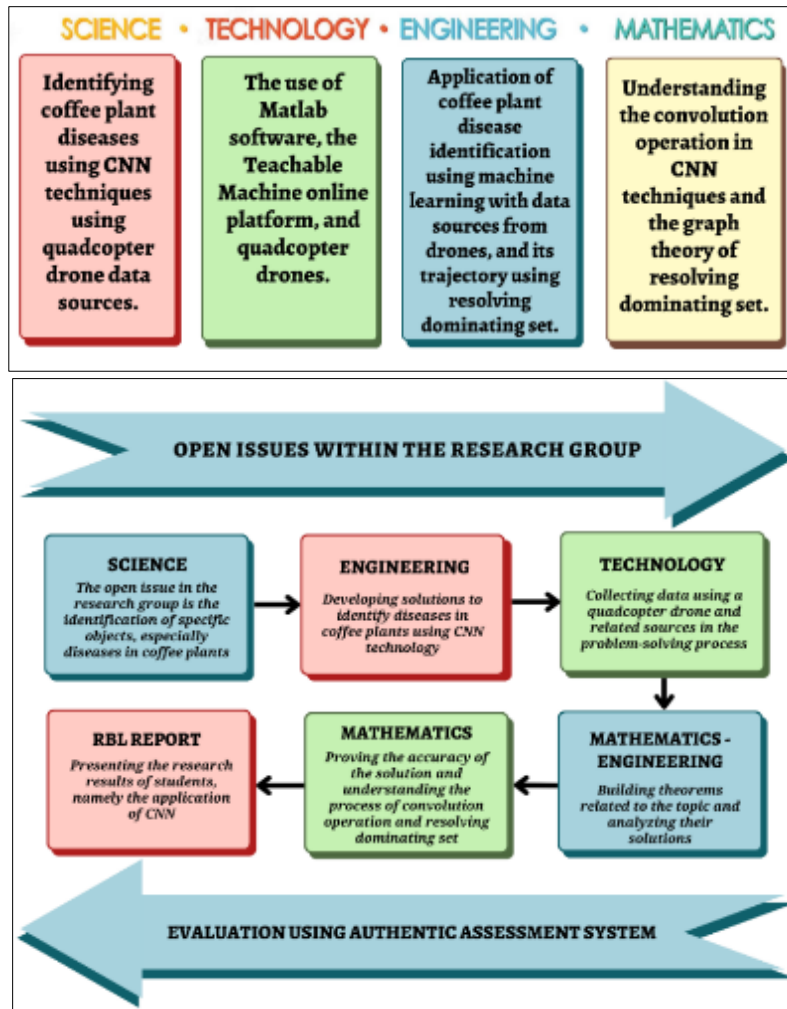 SCIENCE • TECHNOLOGY • ENGINEERING • MATHEMATICS
Identifying
coffee plant
diseases
using CNN
techniques
using
quadcopter
drone data
sources.
The use of
Matlab
software, the
Teachable
Machine online
platform, and
quadcopter
drones.
Application of
coffee plant
disease
identification
using machine
learning with data
sources from
drones, and its
trajectory using
resolving
dominating set.
Understanding
the convolution
operation in
CNN
techniques and
the graph
theory of
resolving
dominating set.
OPEN ISSUES WITHIN THE RESEARCH GROUP
SCIENCE
The open issue in the
research group is the
identification of specific
objects, especially
diseases in coffee plants
ENGINEERING
Developing solutions to
identify diseases in
coffee plants using CNN
technology
TECHNOLOGY
Collecting data using a
quadcopter drone and
related sources in the
problem-solving process
MATHEMATICS -
ENGINEERING
Building theorems
related to the topic and
analyzing their
solutions
MATHEMATICS
Proving the accuracy of
the solution and
understanding the
process of convolution
operation and resolving
dominating set
RBL REPORT
Presenting the research
results of students,
namely the application
of CNN
EVALUATION USING AUTHENTIC ASSESSMENT SYSTEM